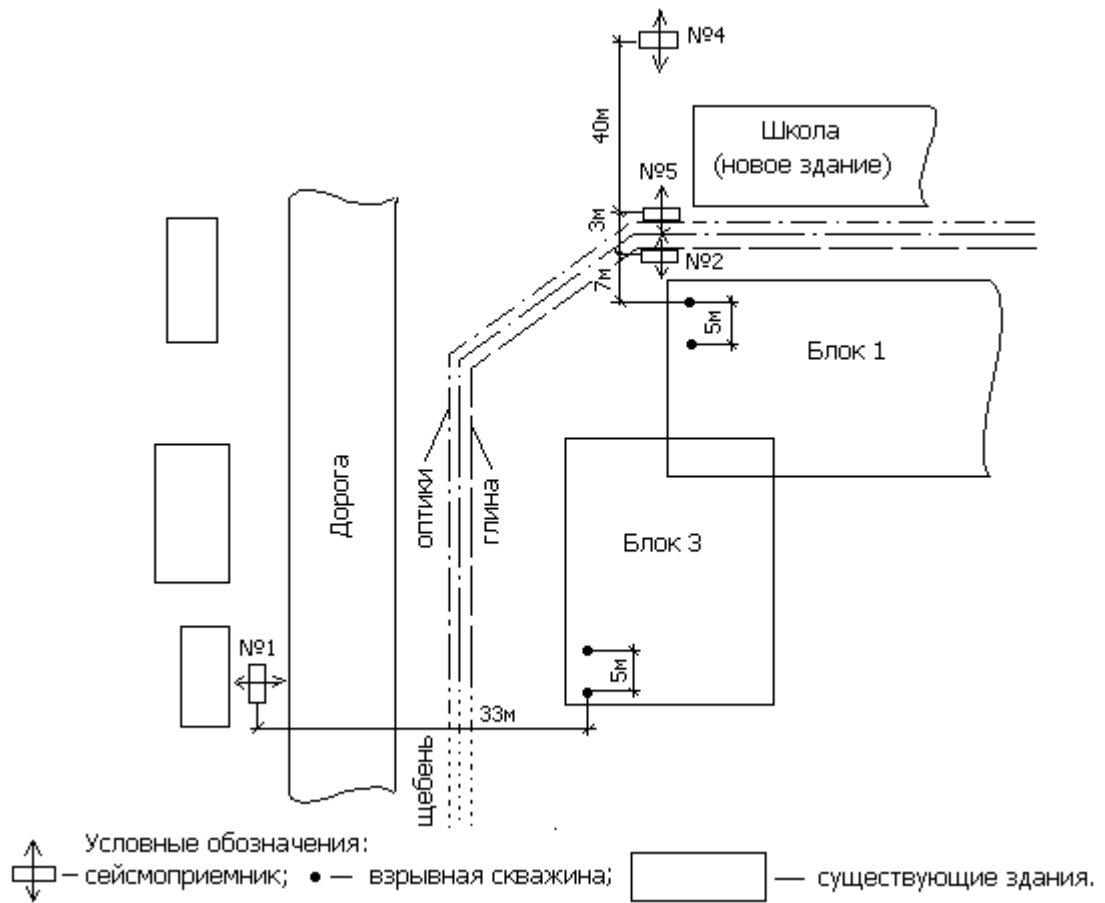 №4
40м
Школа
(новое здание)
№5
3м
№2
7м
5м
Блок 1
Дорога
оптики
глина
Блок 3
№1
5м
33м
щебень
Условные обозначения:
— сейсмоприемник; • — взрывная скважина; — существующие здания.